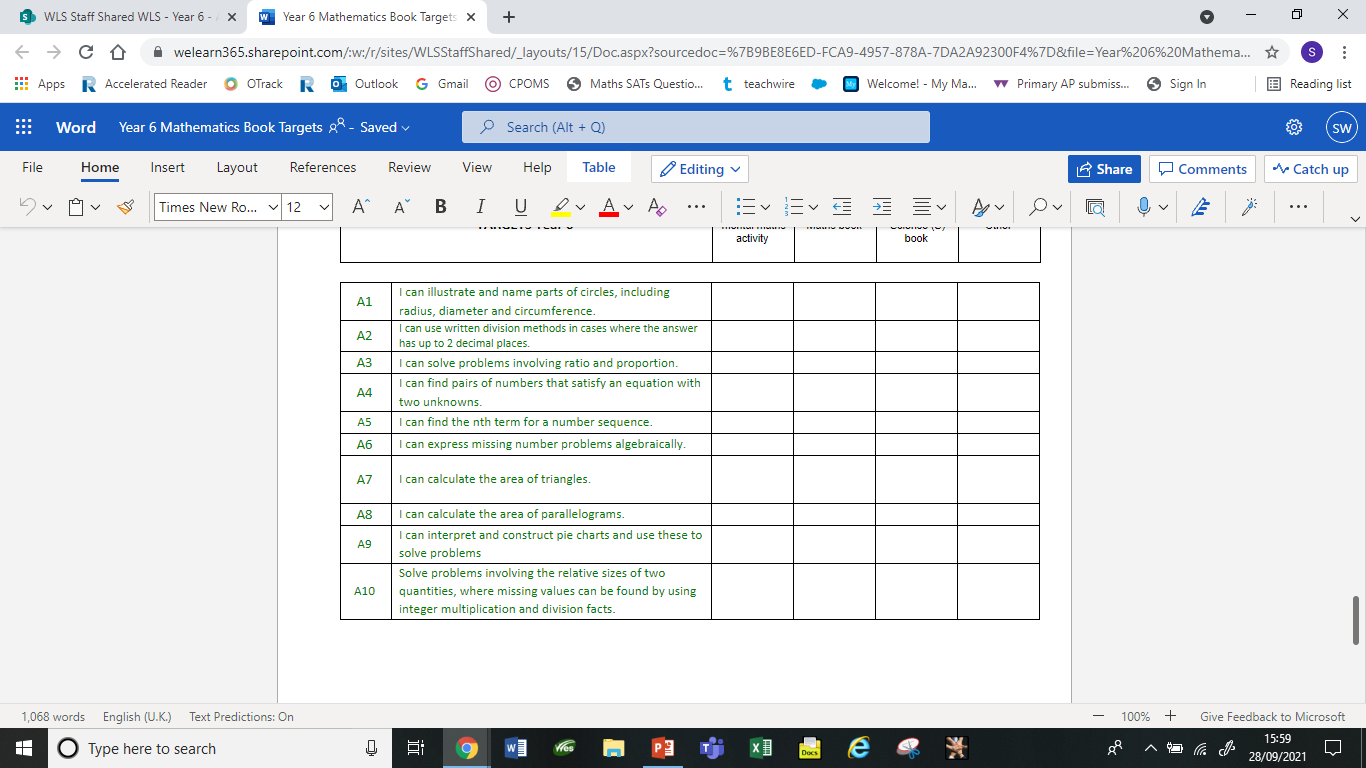 WLS Staff Shared WLS - Year 6 -
Year 6 Mathematics Book Targets
welearn365.sharepoint.com/:w:/r/sites/WLSStaffShared/_layouts/15/Doc.aspx?sourcedoc=%7B9BE8E6ED-FCA9-4957-878A-7DA2A92300F4%7D&file=Year%206%20Mathema...
S
Apps Accelerated Reader OTrack Outlook Gmail CPOMS Maths SATs Questio... teachwire Welcome! - My Ma... Primary AP submiss... Sign In Reading list
Word Year 6 Mathematics Book Targets - Saved Search (Alt + Q) SW
File Home Insert Layout References Review View Help Table Editing Share Comments Catch up
Times New Ro... 12 A A B I U A A
TARGETS Year 6 mental maths Maths book Science (S) Other
activity book
A1 I can illustrate and name parts of circles, including
radius, diameter and circumference.
A2 I can use written division methods in cases where the answer
has up to 2 decimal places.
A3 I can solve problems involving ratio and proportion.
A4 I can find pairs of numbers that satisfy an equation with
two unknowns.
A5 I can find the nth term for a number sequence.
A6 I can express missing number problems algebraically.
A7 I can calculate the area of triangles.
A8 I can calculate the area of parallelograms.
A9 I can interpret and construct pie charts and use these to
solve problems
A10 Solve problems involving the relative sizes of two
quantities, where missing values can be found by using
integer multiplication and division facts.
1,068 words English (U.K.) Text Predictions: On 100% Give Feedback to Microsoft
Type here to search
15:59
28/09/2021